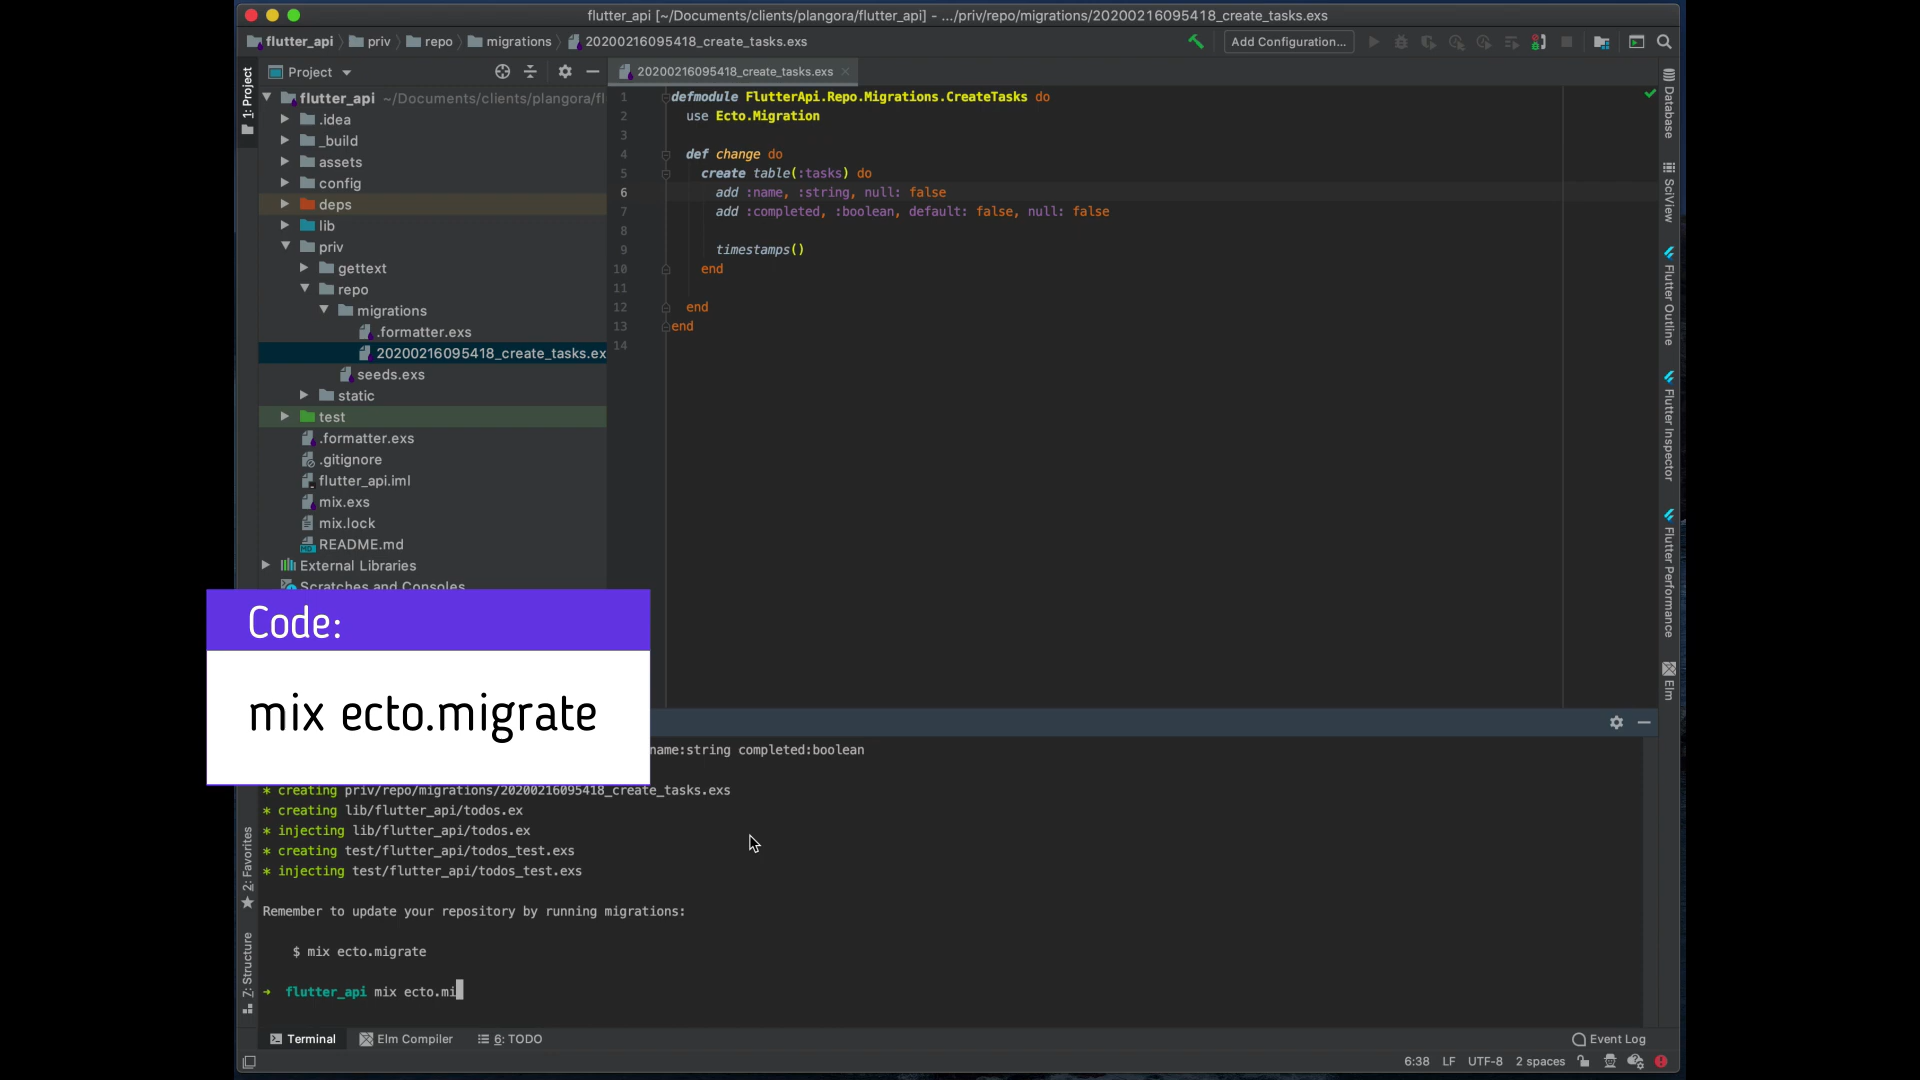 flutter_api [~/Documents/clients/plangora/flutter_api] - .../priv/repo/migrations/20200216095418_create_tasks.exs
flutter_api priv repo migrations 20200216095418_create_tasks.exs
Add Configuration...
1: Project
Project
20200216095418_create_tasks.exs
flutter_api ~/Documents/clients/plangora/fl
.idea
_build
assets
config
deps
lib
priv
gettext
repo
migrations
.formatter.exs
20200216095418_create_tasks.ex
seeds.exs
static
test
.formatter.exs
.gitignore
flutter_api.iml
mix.exs
mix.lock
README.md
External Libraries
Scratches and Consoles
1 defmodule FlutterApi.Repo.Migrations.CreateTasks do
2 use Ecto.Migration
3
4 def change do
5 create table(:tasks) do
6 add :name, :string, null: false
7 add :completed, :boolean, default: false, null: false
8
9 timestamps()
10 end
11
12 end
13 end
14
Database
SciView
Flutter Outline
Flutter Inspector
Flutter Performance
Elm
Code:
mix ecto.migrate
name:string completed:boolean
* creating priv/repo/migrations/20200216095418_create_tasks.exs
* creating lib/flutter_api/todos.ex
* injecting lib/flutter_api/todos.ex
* creating test/flutter_api/todos_test.exs
* injecting test/flutter_api/todos_test.exs
Remember to update your repository by running migrations:
$ mix ecto.migrate
→ flutter_api mix ecto.mi
2: Favorites
7: Structure
Terminal Elm Compiler 6: TODO
Event Log
6:38 LF UTF-8 2 spaces